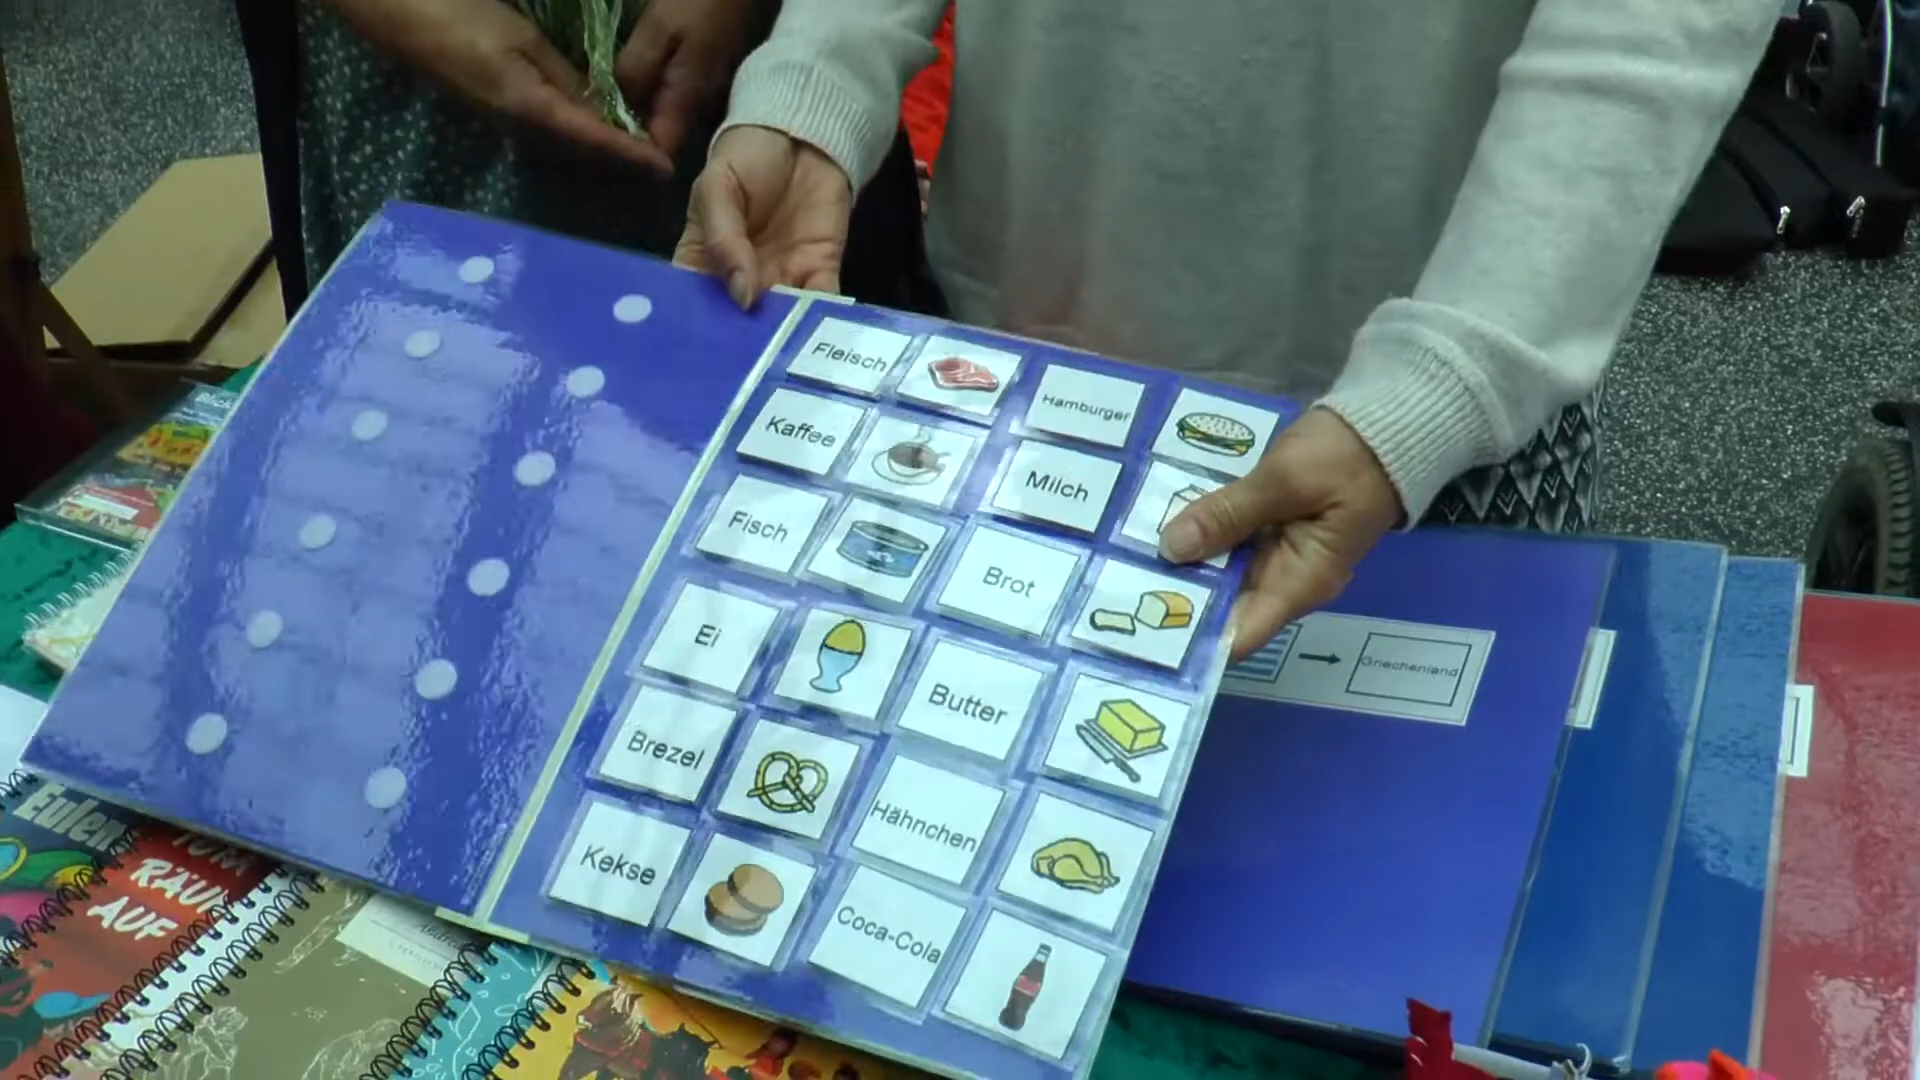 Fleisch
Hamburger
Kaffee
Milch
Fisch
Brot
Ei
Butter
Brezel
Hähnchen
Kekse
Coca-Cola
Griechenland
Eulen
RÄUM
AUF